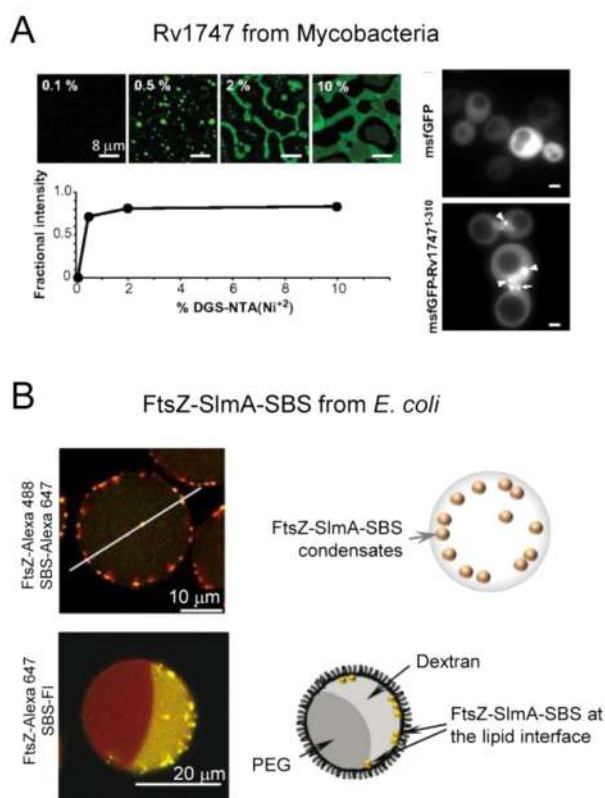 A
Rv1747 from Mycobacteria
0.1 %
0.5 %
2 %
10 %
8 μm
1.0
0.5
0
Fractional intensity
0
2
4
6
8
10
% DGS-NTA(Ni⁺²)
msfGFP
msfGFP-Rv1747¹⁻³¹⁰
B
FtsZ-SlmA-SBS from E. coli
FtsZ-Alexa 488
SBS-Alexa 647
10 μm
FtsZ-SlmA-SBS
condensates
FtsZ-Alexa 647
SBS-Fl
20 μm
Dextran
FtsZ-SlmA-SBS at
the lipid interface
PEG